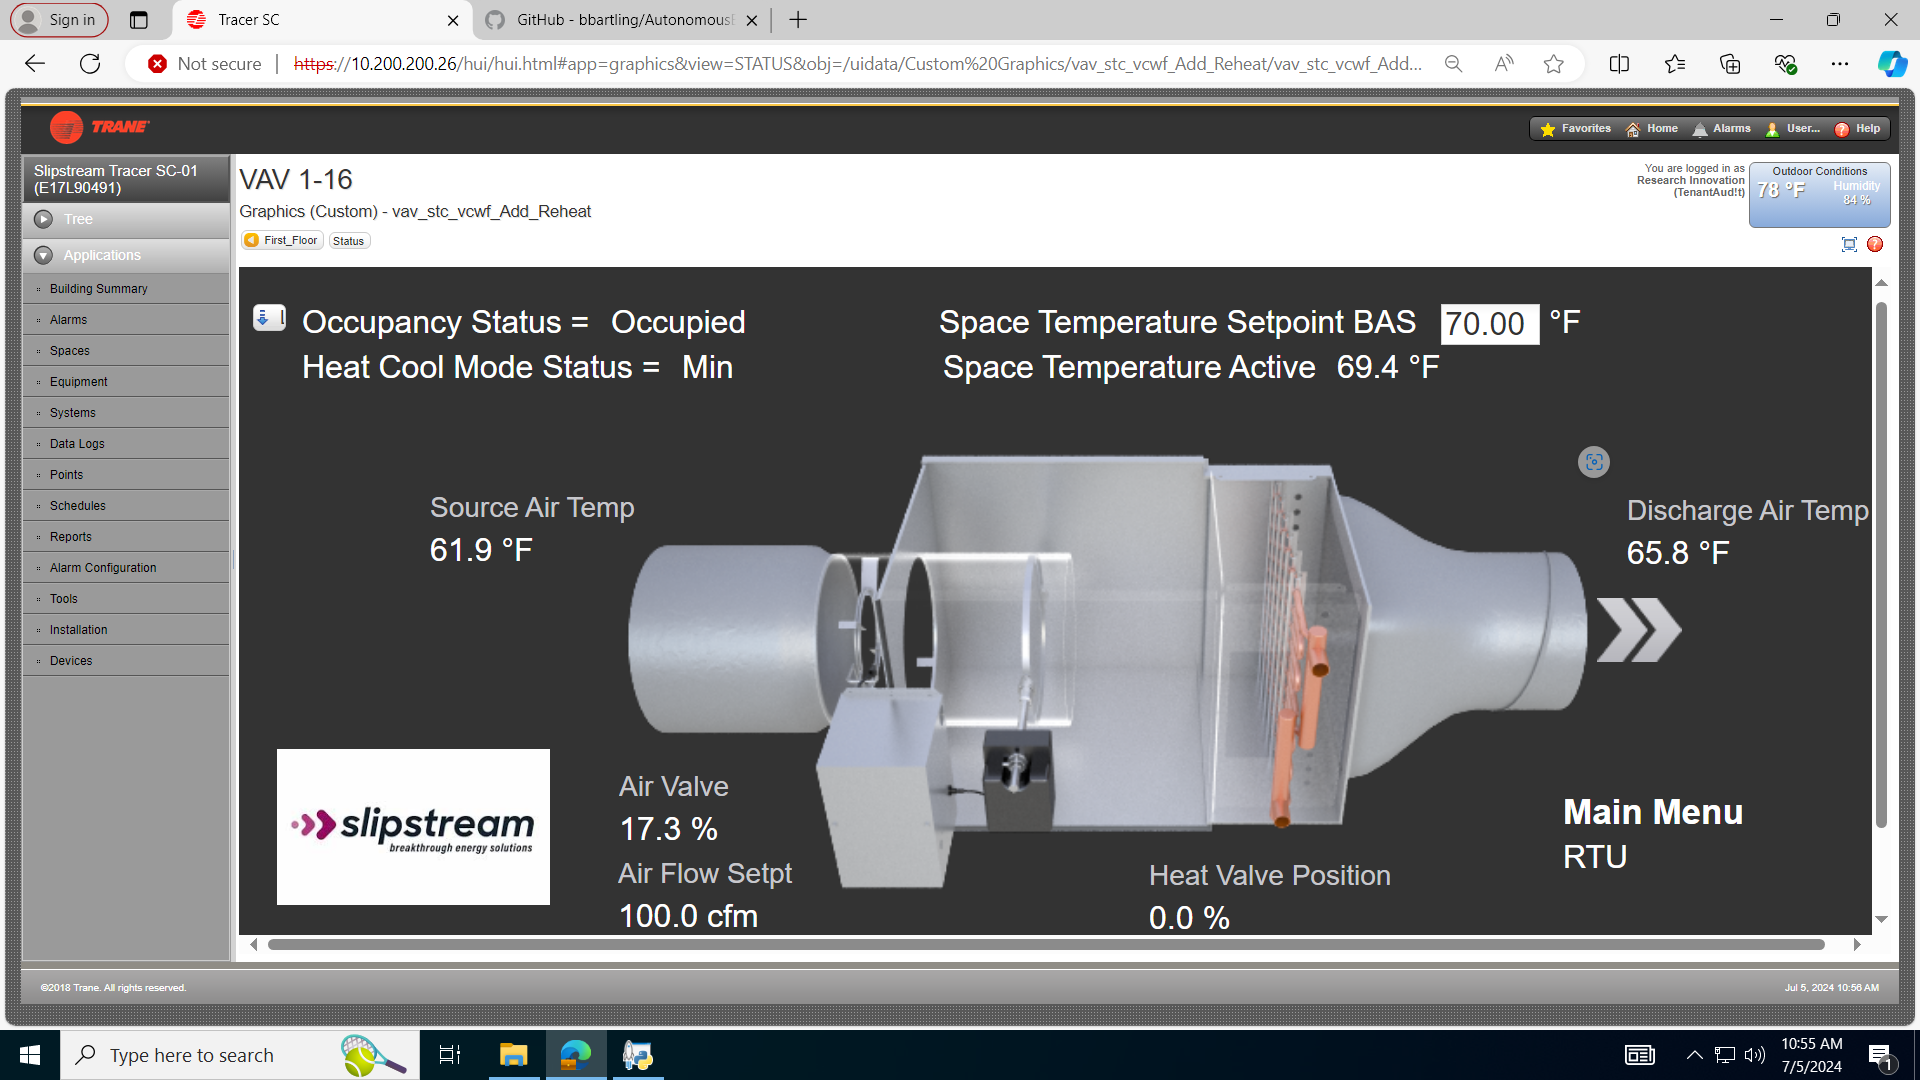 Sign in
Tracer SC
GitHub - bbartling/Autonomous
Not secure
https://10.200.200.26/hui/hui.html#app=graphics&view=STATUS&obj=/uidata/Custom%20Graphics/vav_stc_vcwf_Add_Reheat/vav_stc_vcwf_Add...
TRANE
Favorites
Home
Alarms
User...
Help
Slipstream Tracer SC-01
(E17L90491)
Tree
Applications
Building Summary
Alarms
Spaces
Equipment
Systems
Data Logs
Points
Schedules
Reports
Alarm Configuration
Tools
Installation
Devices
VAV 1-16
Graphics (Custom) - vav_stc_vcwf_Add_Reheat
First_Floor
Status
You are logged in as
Research Innovation
(TenantAud!t)
Outdoor Conditions
78 °F
Humidity
84 %
Occupancy Status = Occupied
Heat Cool Mode Status = Min
Space Temperature Setpoint BAS 70.00 °F
Space Temperature Active 69.4 °F
Source Air Temp
61.9 °F
Discharge Air Temp
65.8 °F
slipstream
breakthrough energy solutions
Air Valve
17.3 %
Air Flow Setpt
100.0 cfm
Heat Valve Position
0.0 %
Main Menu
RTU
©2018 Trane. All rights reserved.
Jul 5, 2024 10:56 AM
Type here to search
10:55 AM
7/5/2024
1